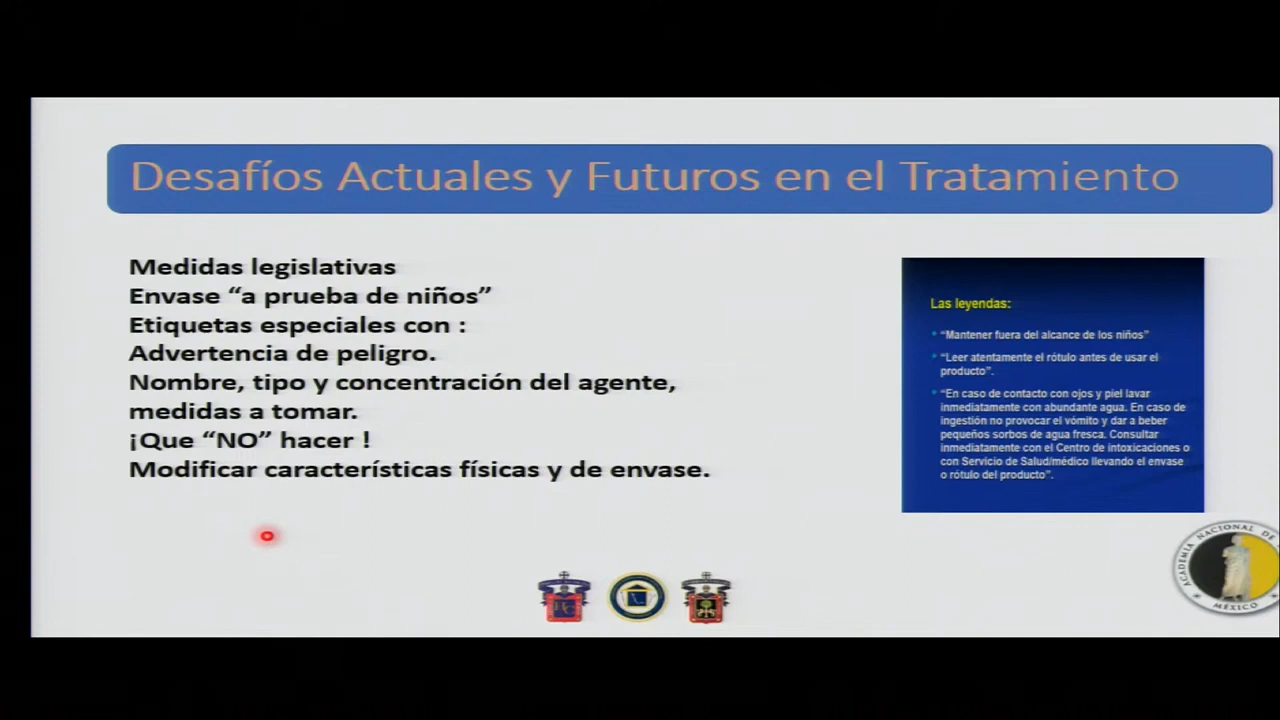 Desafíos Actuales y Futuros en el Tratamiento
Medidas legislativas
Envase “a prueba de niños”
Etiquetas especiales con :
Advertencia de peligro.
Nombre, tipo y concentración del agente,
medidas a tomar.
¡Que “NO” hacer !
Modificar características físicas y de envase.
Las leyendas:
“Mantener fuera del alcance de los niños”
“Leer atentamente el rótulo antes de usar el
producto”.
“En caso de contacto con ojos y piel lavar
inmediatamente con abundante agua. En caso de
ingestión no provocar el vómito y dar a beber
pequeños sorbos de agua fresca. Consultar
inmediatamente con el Centro de intoxicaciones o
con Servicio de Salud/médico llevando el envase
o rótulo del producto”.
ACADEMIA NACIONAL DE
MÉXICO